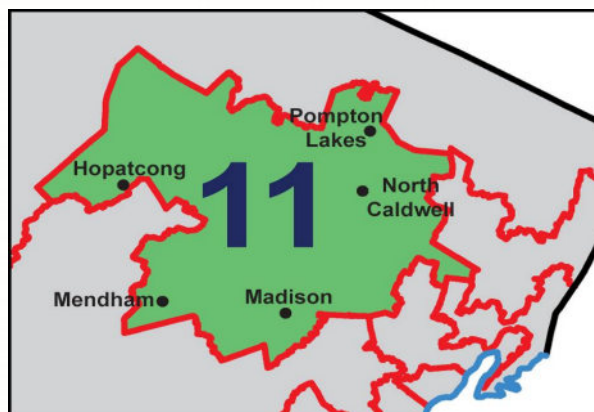 Pompton
Lakes
Hopatcong
11
North
Caldwell
Mendham
Madison